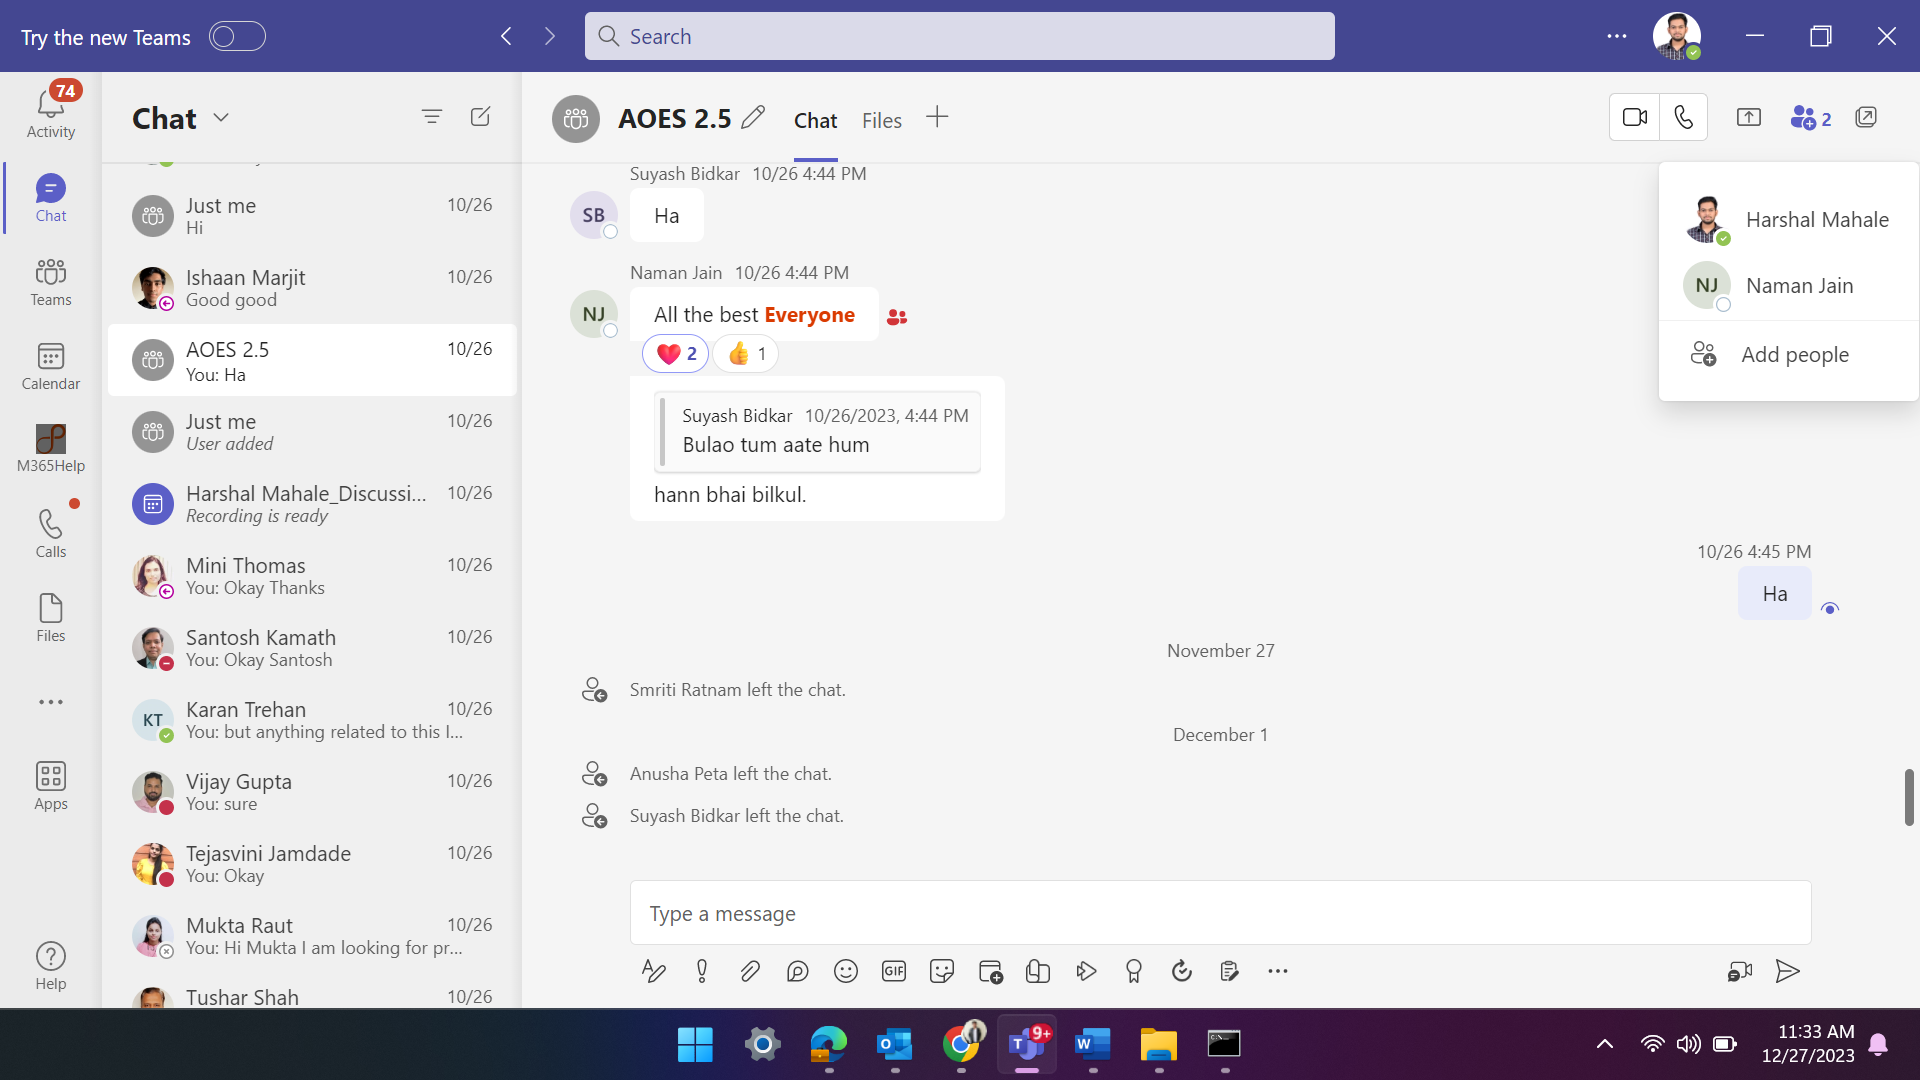 Try the new Teams
Search
74
Activity
Chat
Teams
Calendar
M365Help
Calls
Files
Apps
Help
Chat
Just me 10/26
Hi
Ishaan Marjit 10/26
Good good
AOES 2.5 10/26
You: Ha
Just me 10/26
User added
Harshal Mahale_Discussi... 10/26
Recording is ready
Mini Thomas 10/26
You: Okay Thanks
Santosh Kamath 10/26
You: Okay Santosh
KT
Karan Trehan 10/26
You: but anything related to this I...
Vijay Gupta 10/26
You: sure
Tejasvini Jamdade 10/26
You: Okay
Mukta Raut 10/26
You: Hi Mukta I am looking for pr...
Tushar Shah 10/26
AOES 2.5
Chat Files
2
Suyash Bidkar 10/26 4:44 PM
SB
Ha
Naman Jain 10/26 4:44 PM
NJ
All the best Everyone
2 1
Suyash Bidkar 10/26/2023, 4:44 PM
Bulao tum aate hum
hann bhai bilkul.
10/26 4:45 PM
Ha
November 27
Smriti Ratnam left the chat.
December 1
Anusha Peta left the chat.
Suyash Bidkar left the chat.
Type a message
GIF
Harshal Mahale
NJ
Naman Jain
Add people
9+
11:33 AM
12/27/2023